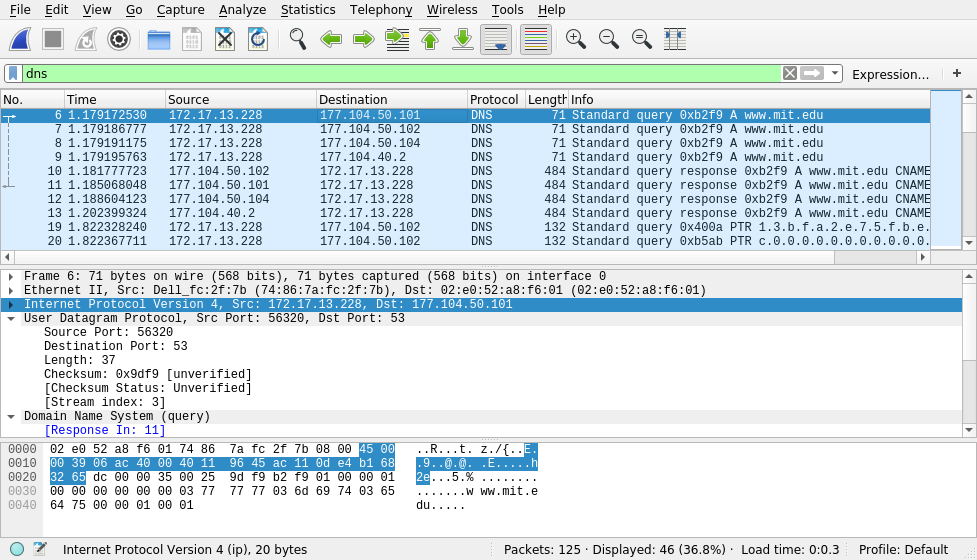 File Edit View Go Capture Analyze Statistics Telephony Wireless Tools Help
dns Expression… +
No. Time Source Destination Protocol Length Info
6 1.179172530 172.17.13.228 177.104.50.101 DNS 71 Standard query 0xb2f9 A www.mit.edu
7 1.179186777 172.17.13.228 177.104.50.102 DNS 71 Standard query 0xb2f9 A www.mit.edu
8 1.179191175 172.17.13.228 177.104.50.104 DNS 71 Standard query 0xb2f9 A www.mit.edu
9 1.179195763 172.17.13.228 177.104.40.2 DNS 71 Standard query 0xb2f9 A www.mit.edu
10 1.181777723 177.104.50.102 172.17.13.228 DNS 484 Standard query response 0xb2f9 A www.mit.edu CNAME
11 1.185068048 177.104.50.101 172.17.13.228 DNS 484 Standard query response 0xb2f9 A www.mit.edu CNAME
12 1.188604123 177.104.50.104 172.17.13.228 DNS 484 Standard query response 0xb2f9 A www.mit.edu CNAME
13 1.202399324 177.104.40.2 172.17.13.228 DNS 484 Standard query response 0xb2f9 A www.mit.edu CNAME
19 1.822328240 172.17.13.228 177.104.50.101 DNS 132 Standard query 0x400a PTR 1.3.b.f.a.2.e.7.5.f.b.e.
20 1.822367711 172.17.13.228 177.104.50.102 DNS 132 Standard query 0xb5ab PTR c.0.0.0.0.0.0.0.0.0.0.0.
Frame 6: 71 bytes on wire (568 bits), 71 bytes captured (568 bits) on interface 0
Ethernet II, Src: Dell_fc:2f:7b (74:86:7a:fc:2f:7b), Dst: 02:e0:52:a8:f6:01 (02:e0:52:a8:f6:01)
Internet Protocol Version 4, Src: 172.17.13.228, Dst: 177.104.50.101
User Datagram Protocol, Src Port: 56320, Dst Port: 53
Source Port: 56320
Destination Port: 53
Length: 37
Checksum: 0x9df9 [unverified]
[Checksum Status: Unverified]
[Stream index: 3]
Domain Name System (query)
[Response In: 11]
0000 02 e0 52 a8 f6 01 74 86 7a fc 2f 7b 08 00 45 00 ..R...t. z./{..E.
0010 00 39 06 ac 40 00 40 11 96 45 ac 11 0d e4 b1 68 .9..@.@. .E.....h
0020 32 65 dc 00 00 35 00 25 9d f9 b2 f9 01 00 00 01 2e...5.% ........
0030 00 00 00 00 00 00 03 77 77 77 03 6d 69 74 03 65 .......w ww.mit.e
0040 64 75 00 00 01 00 01 du.....
Internet Protocol Version 4 (ip), 20 bytes Packets: 125 · Displayed: 46 (36.8%) · Load time: 0:0.3 Profile: Default